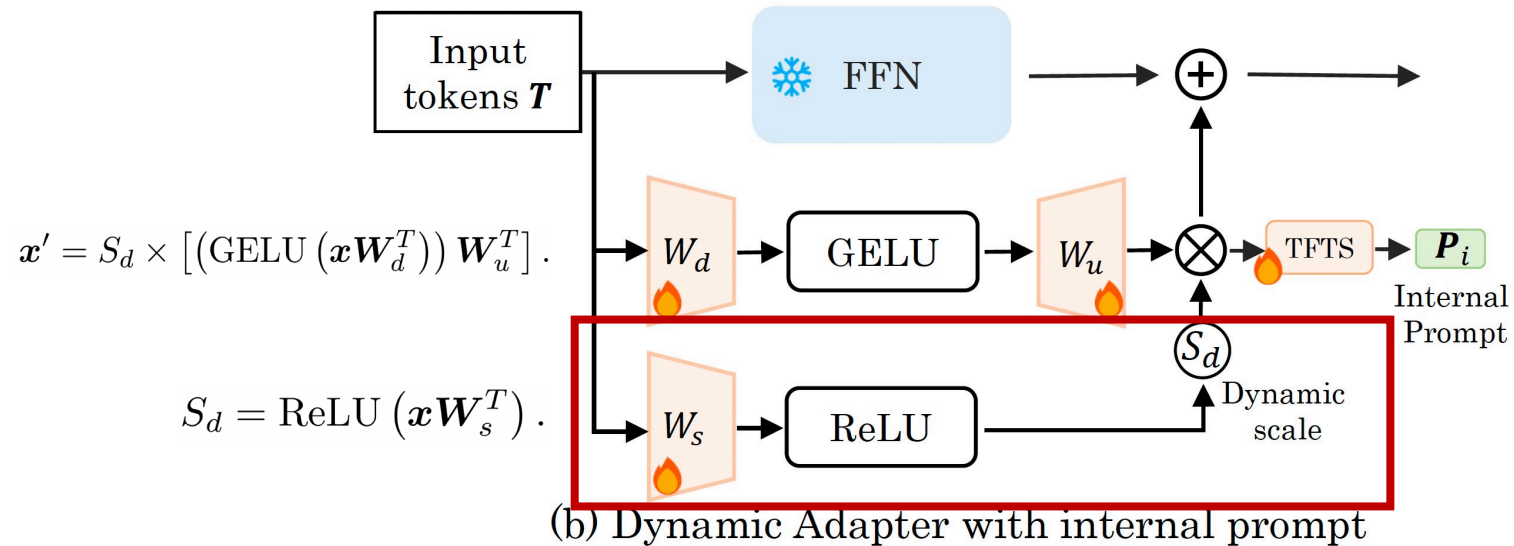 Input
tokens T
FFN
+
x′ = S_d × [(GELU (xW_d^T)) W_u^T] .
W_d
GELU
W_u
TFTS
P_i
Internal
Prompt
S_d
Dynamic
scale
S_d = ReLU (xW_s^T) .
W_s
ReLU
(b) Dynamic Adapter with internal prompt